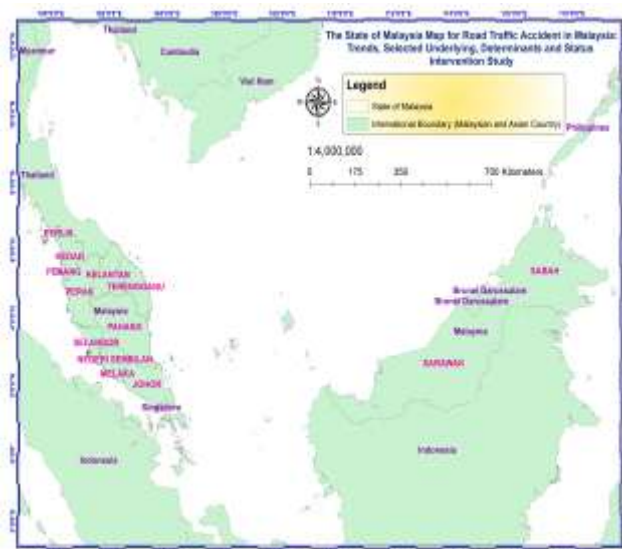 Thailand
Myanmar
Cambodia
Viet Nam
The State of Malaysia Map for Road Traffic Accident in Malaysia:
Trends, Selected Underlying, Determinants and Status
Intervention Study
Legend
State of Malaysia
International Boundary (Malaysian and Asian Country)
Philippines
1:4,000,000
0 175 350 700 Kilometers
Thailand
PERLIS
KEDAH
PENANG KELANTAN
TERENGGANU
PERAK
Malaysia
PAHANG
SELANGOR
NEGERI SEMBILAN
MELAKA
JOHOR
Singapore
Indonesia
SABAH
Brunei Darussalam
Brunei Darussalam
Malaysia
SARAWAK
Indonesia